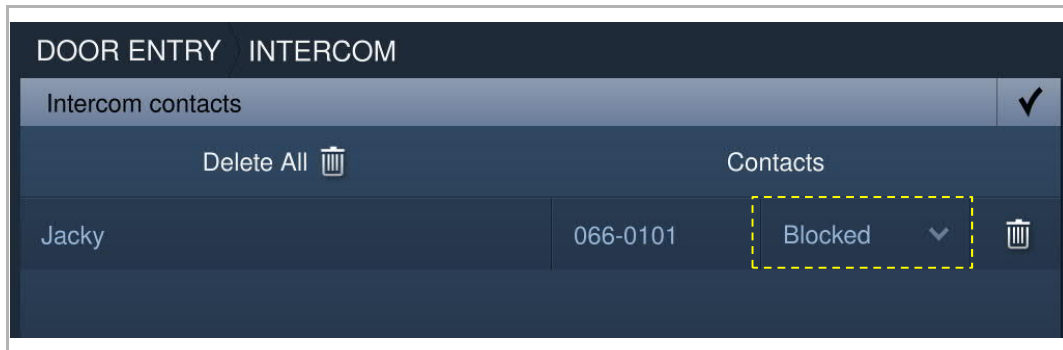 DOOR ENTRY INTERCOM
Intercom contacts
Delete All Contacts
Jacky 066-0101 Blocked